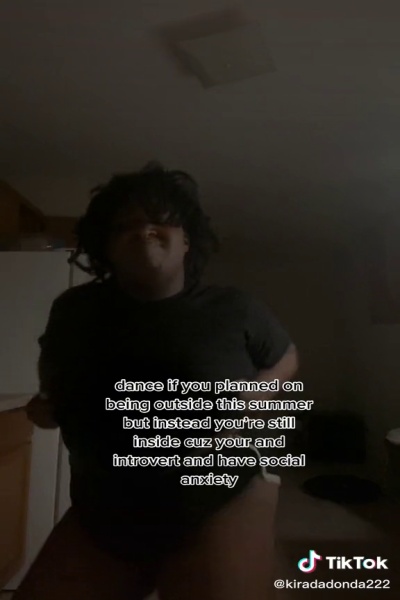 dance if you planned on
being outside this summer
but instead you're still
inside cuz your and
introvert and have social
anxiety
TikTok
@kiradadonda222